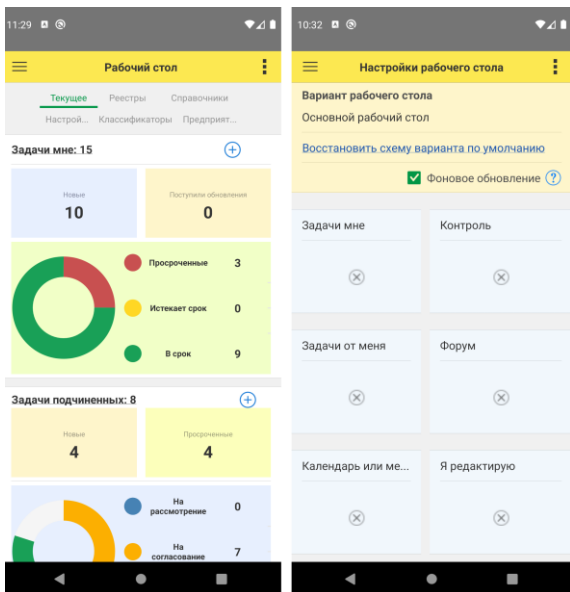 11:29
Рабочий стол
Текущее Реестры Справочники
Настрой... Классификаторы Предприят...
Задачи мне: 15
Новые
10
Поступили обновления
0
Просроченные 3
Истекает срок 0
В срок 9
Задачи подчиненных: 8
Новые
4
Просроченные
4
На рассмотрение 0
На согласование 7
10:32
Настройки рабочего стола
Вариант рабочего стола
Основной рабочий стол
Восстановить схему варианта по умолчанию
Фоновое обновление ?
Задачи мне
Контроль
Задачи от меня
Форум
Календарь или ме...
Я редактирую